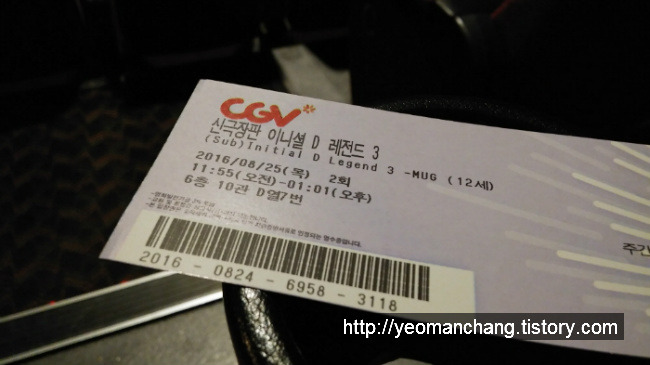 CGV
신극장판 이니셜 D 레전드 3
(Sub)Initial D Legend 3 -MUG (12세)
2016/08/25(목) 2회
11:55(오전)-01:01(오후)
6층 10관 D열7번
2016 - 0824 - 6958 - 3118
주간
http://yeomanchang.tistory.com